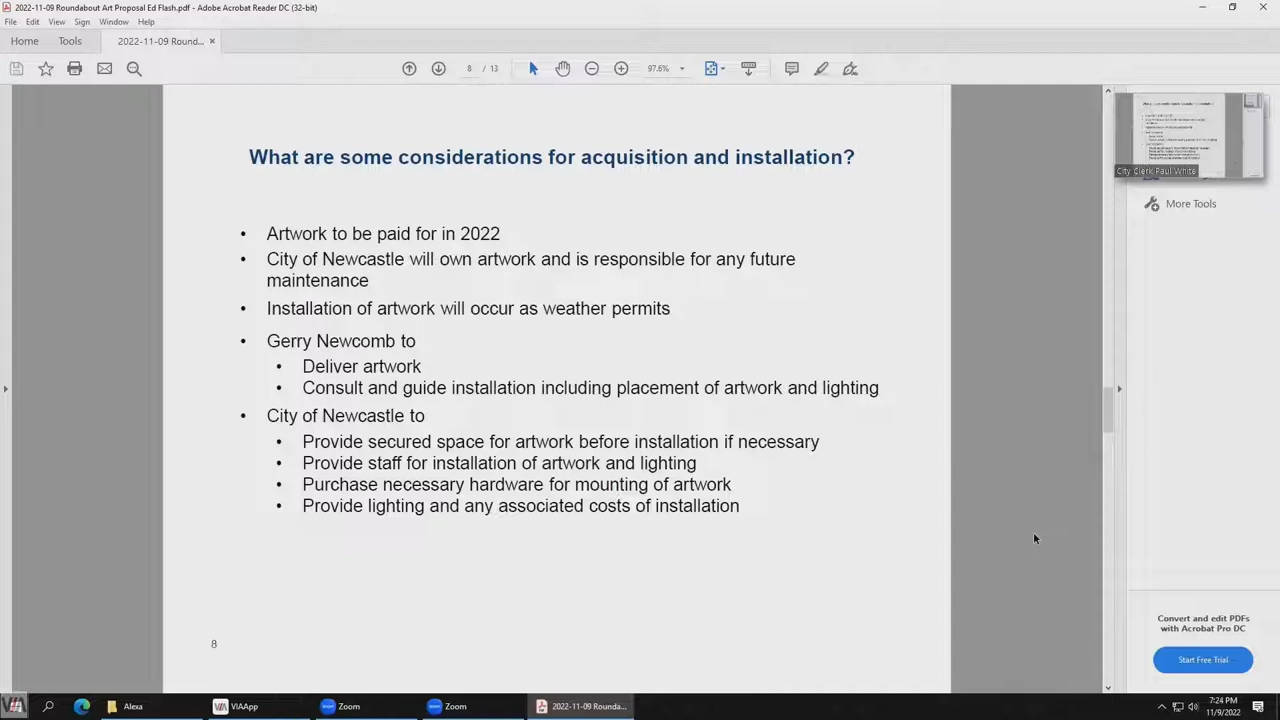 2022-11-09 Roundabout Art Proposal Ed Flash.pdf - Adobe Acrobat Reader DC (32-bit)
File Edit View Sign Window Help
Home Tools 2022-11-09 Round... ×
8 / 13 97.6%
What are some considerations for acquisition and installation?
• Artwork to be paid for in 2022
• City of Newcastle will own artwork and is responsible for any future
maintenance
• Installation of artwork will occur as weather permits
• Gerry Newcomb to
• Deliver artwork
• Consult and guide installation including placement of artwork and lighting
• City of Newcastle to
• Provide secured space for artwork before installation if necessary
• Provide staff for installation of artwork and lighting
• Purchase necessary hardware for mounting of artwork
• Provide lighting and any associated costs of installation
8
City Clerk Paul White
More Tools
Convert and edit PDFs
with Acrobat Pro DC
Start Free Trial
VIA Alexa VIAApp Zoom Zoom 2022-11-09 Rounda...
7:24 PM
11/9/2022